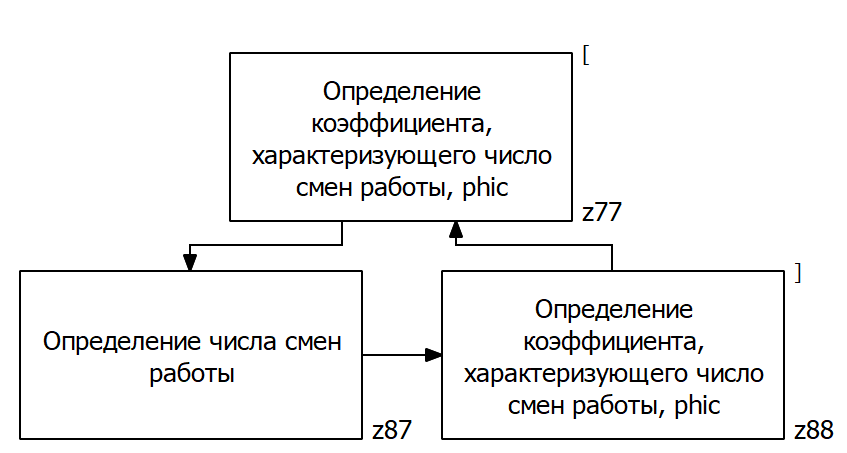 [
Определение
коэффициента,
характеризующего число
смен работы, phic
z77
Определение числа смен
работы
z87
]
Определение
коэффициента,
характеризующего число
смен работы, phic
z88